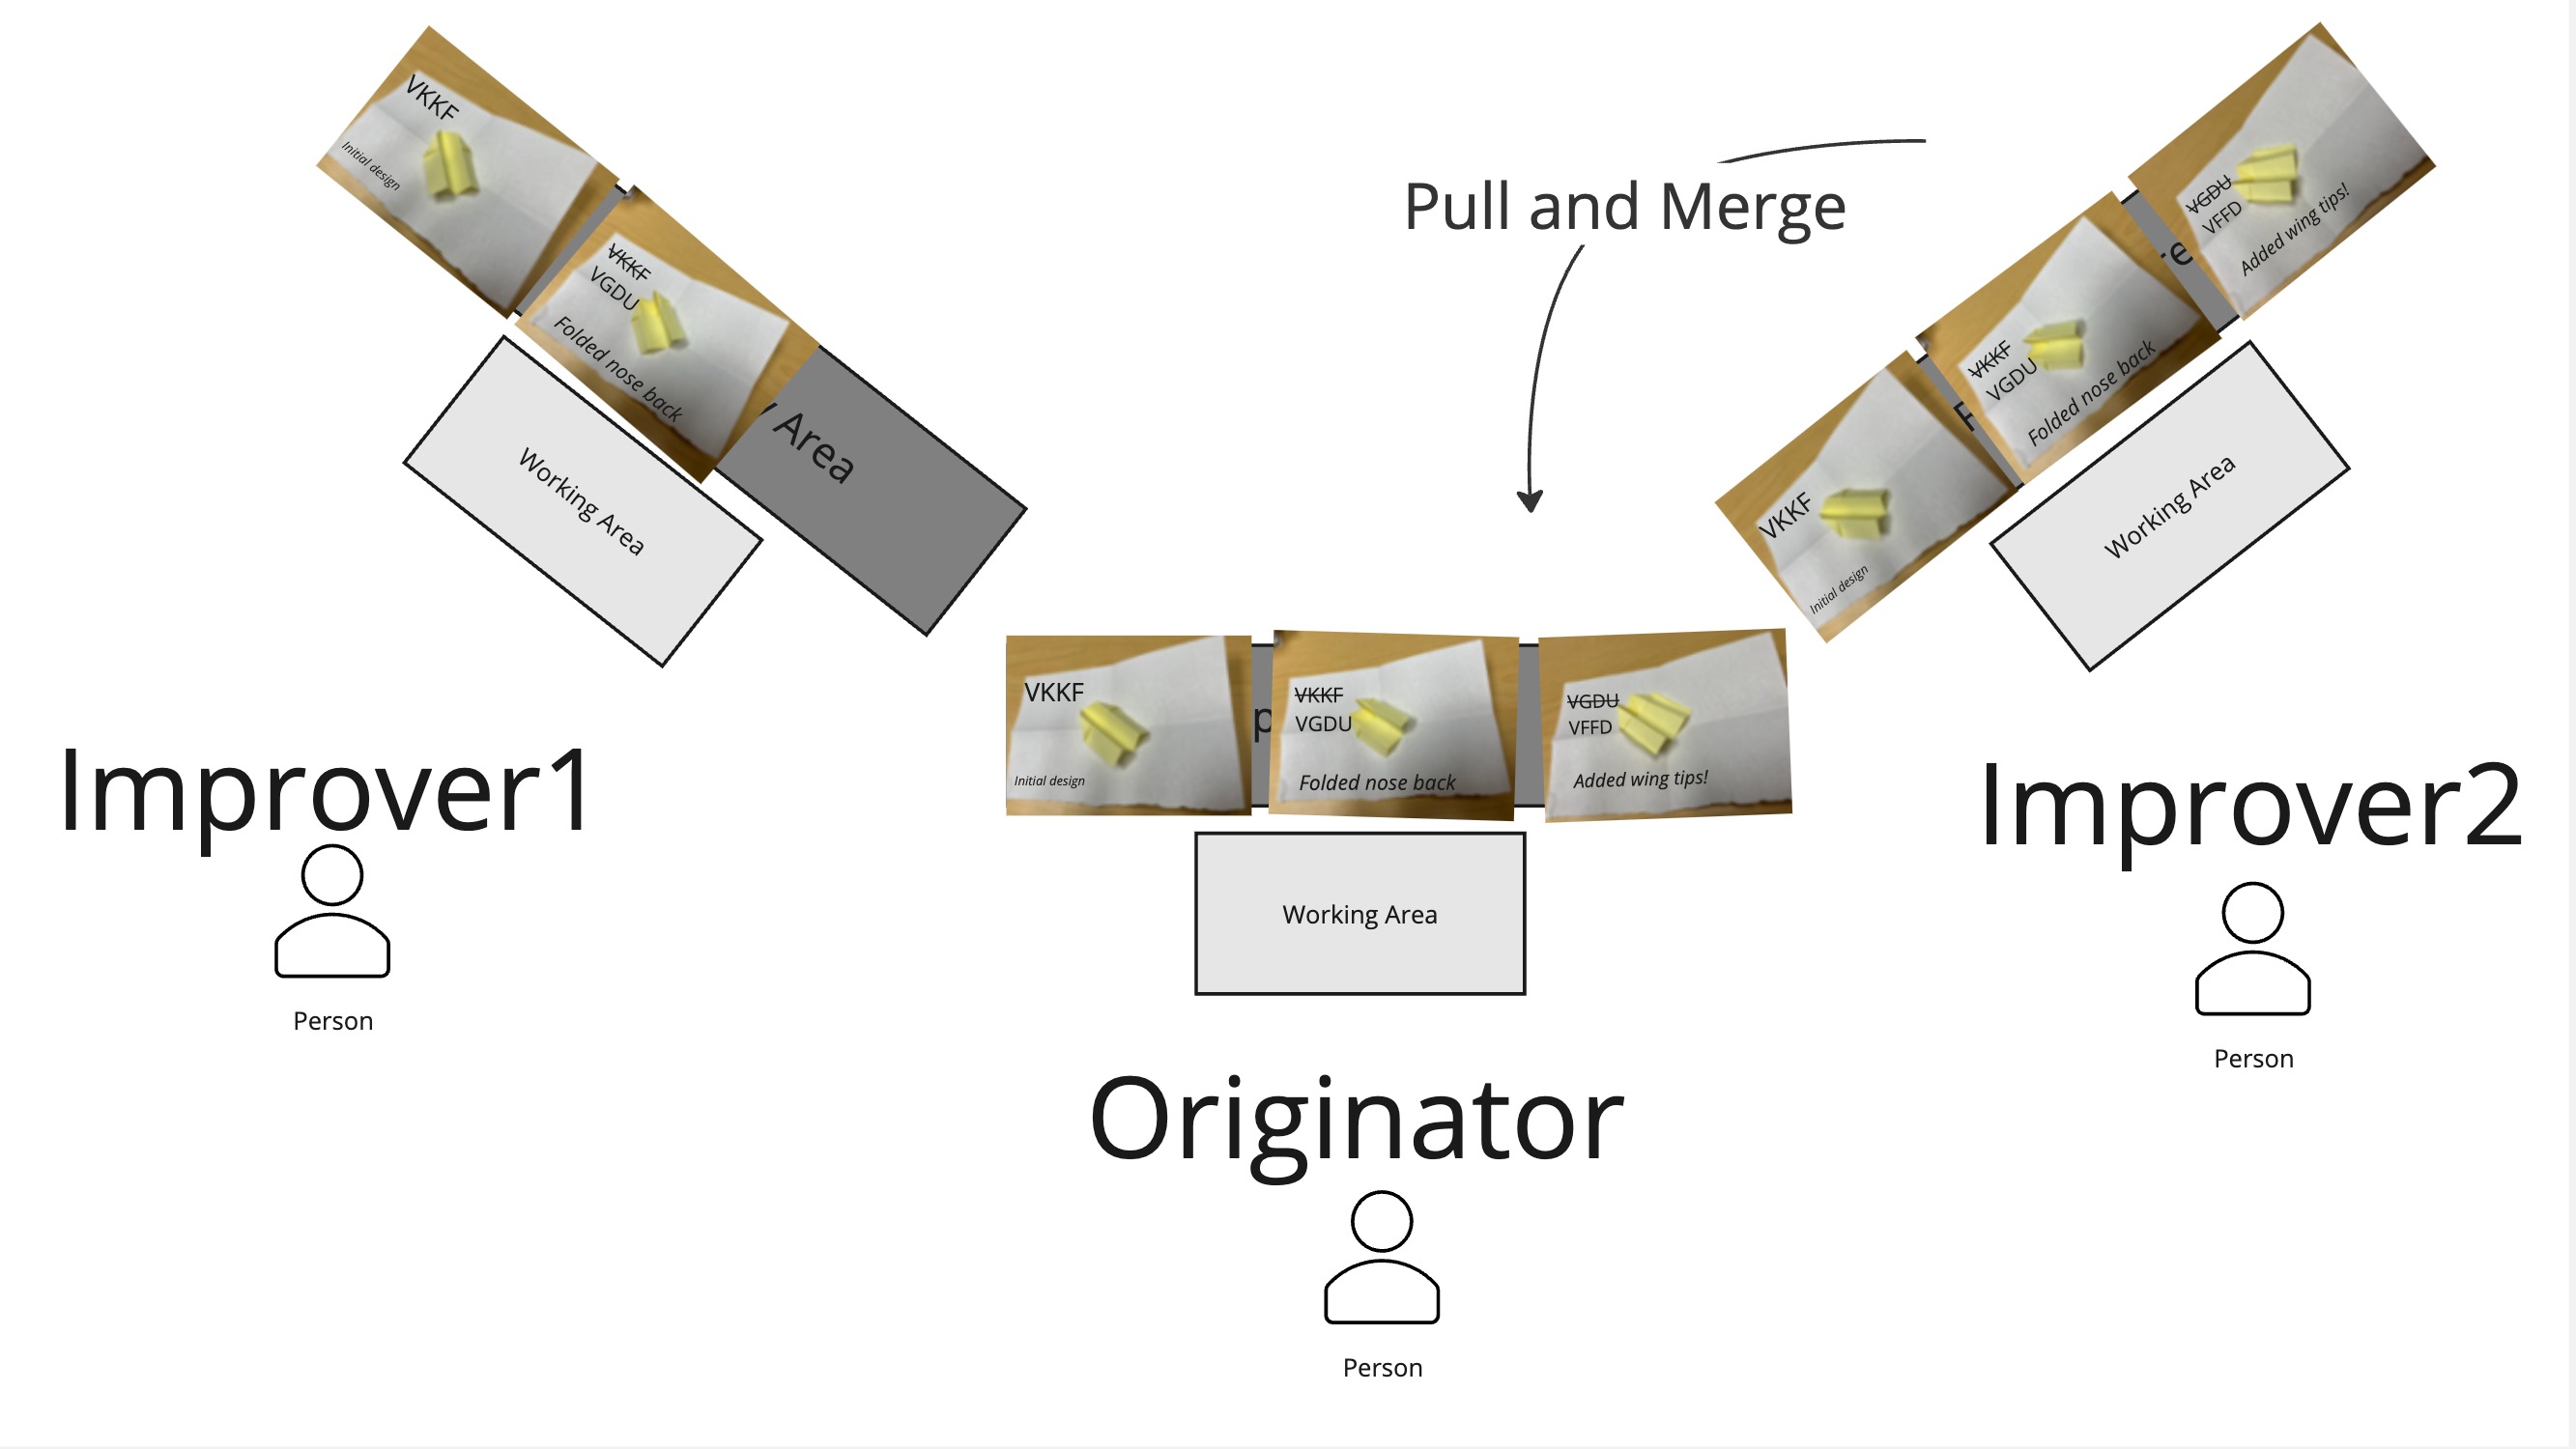 VKKF
Initial design
VKKF
VGDU
Folded nose back
Area
Working Area
Improver1
Person
Pull and Merge
VKKF
Initial design
VKKF
VGDU
Folded nose back
VGDU
VFFD
Added wing tips!
Working Area
Originator
Person
VKKF
Initial design
VKKF
VGDU
Folded nose back
VGDU
VFFD
Added wing tips!
Working Area
Improver2
Person